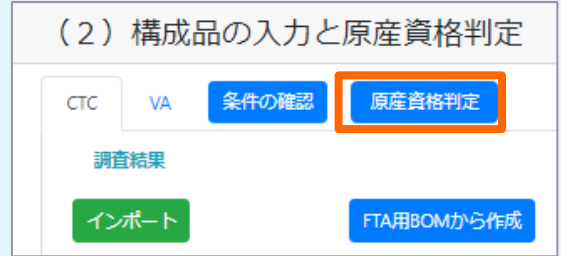 （2）構成品の入力と原産資格判定
CTC VA 条件の確認 原産資格判定
調査結果
インポート FTA用BOMから作成